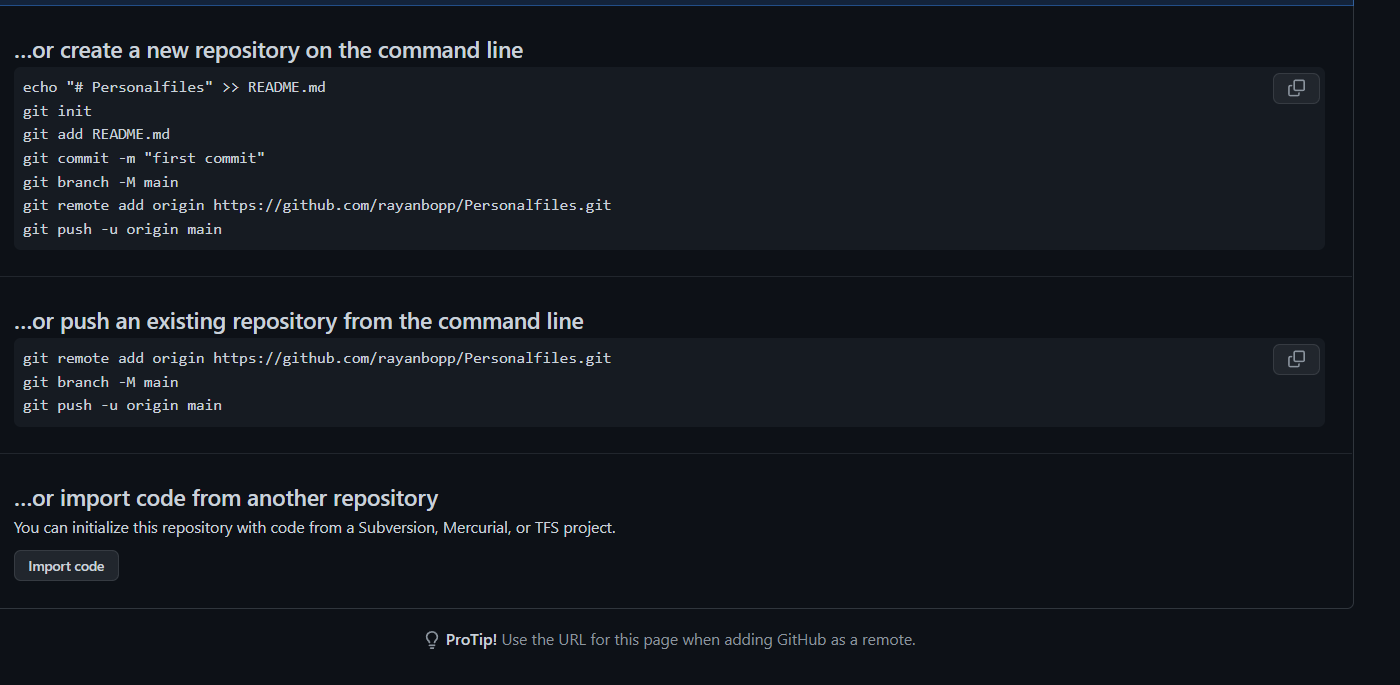 ...or create a new repository on the command line
echo "# Personalfiles" >> README.md
git init
git add README.md
git commit -m "first commit"
git branch -M main
git remote add origin https://github.com/rayanbopp/Personalfiles.git
git push -u origin main
...or push an existing repository from the command line
git remote add origin https://github.com/rayanbopp/Personalfiles.git
git branch -M main
git push -u origin main
...or import code from another repository
You can initialize this repository with code from a Subversion, Mercurial, or TFS project.
Import code
ProTip! Use the URL for this page when adding GitHub as a remote.